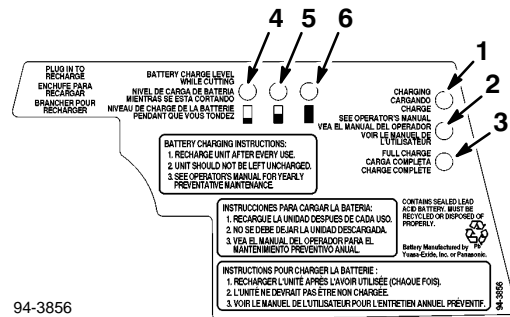 4 5 6
1
2
3
PLUG IN TO
RECHARGE
ENCHUFE PARA
RECARGAR
BRANCHER POUR
RECHARGER
BATTERY CHARGE LEVEL
WHILE CUTTING
NIVEL DE CARGA DE BATERIA
MIENTRAS SE ESTA CORTANDO
NIVEAU DE CHARGE DE LA BATTERIE
PENDANT QUE VOUS TONDEZ
CHARGING
CARGANDO
CHARGE
SEE OPERATOR'S MANUAL
VEA EL MANUAL DEL OPERADOR
VOIR LE MANUEL DE
L'UTILISATEUR
FULL CHARGE
CARGA COMPLETA
CHARGE COMPLETE
BATTERY CHARGING INSTRUCTIONS:
1. RECHARGE UNIT AFTER EVERY USE.
2. UNIT SHOULD NOT BE LEFT UNCHARGED.
3. SEE OPERATOR'S MANUAL FOR YEARLY
PREVENTATIVE MAINTENANCE.
INSTRUCCIONES PARA CARGAR LA BATERIA:
1. RECARGUE LA UNIDAD DESPUES DE CADA USO.
2. NO SE DEBE DEJAR LA UNIDAD DESCARGADA.
3. VEA EL MANUAL DEL OPERADOR PARA EL
MANTENIMIENTO PREVENTIVO ANUAL.
CONTAINS SEALED LEAD
ACID BATTERY. MUST BE
RECYCLED OR DISPOSED OF
PROPERLY.
Pb
Battery Manufactured by
Yuasa-Exide, Inc. or Panasonic.
INSTRUCTIONS POUR CHARGER LA BATTERIE :
1. RECHARGER L'UNITÉ APRÈS L'AVOIR UTILISÉE (CHAQUE FOIS).
2. L'UNITÉ NE DEVRAIT PAS ÊTRE NON CHARGÉE.
3. VOIR LE MANUEL DE L'UTILISATEUR POUR L'ENTRETIEN ANNUEL PRÉVENTIF.
94-3856
94-3856